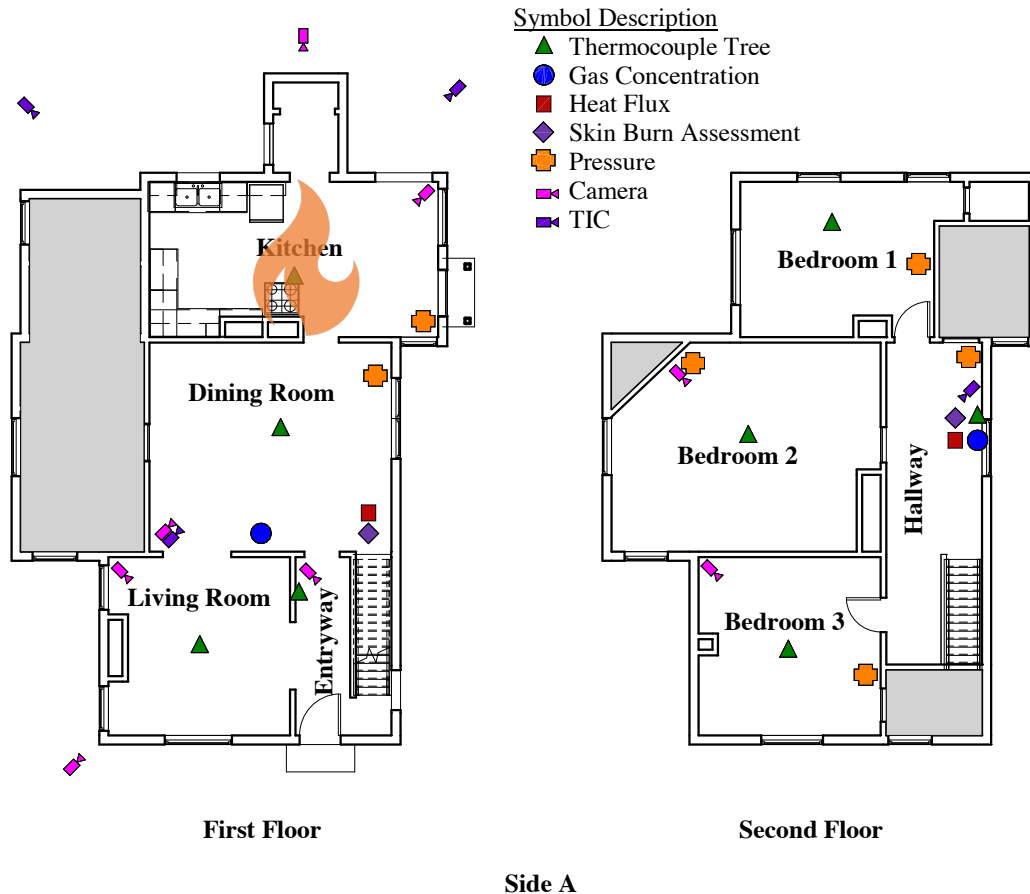 Symbol Description
Thermocouple Tree
Gas Concentration
Heat Flux
Skin Burn Assessment
Pressure
Camera
TIC
Kitchen
Dining Room
Living Room
Entryway
Bedroom 1
Bedroom 2
Hallway
Bedroom 3
First Floor
Second Floor
Side A